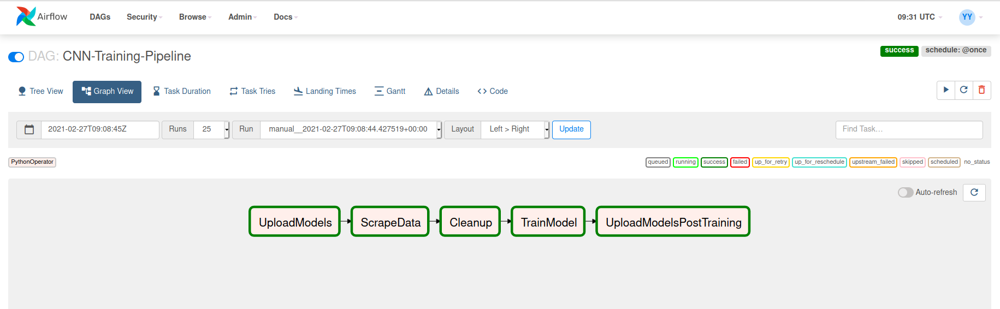 Airflow DAGs Security Browse Admin Docs 09:31 UTC YY
DAG: CNN-Training-Pipeline success schedule: @once
Tree View Graph View Task Duration Task Tries Landing Times Gantt Details Code
2021-02-27T09:08:45Z Runs 25 Run manual__2021-02-27T09:08:44.427519+00:00 Layout Left > Right Update Find Task...
PythonOperator queued running success failed up_for_retry up_for_reschedule upstream_failed skipped scheduled no_status
Auto-refresh
UploadModels ScrapeData Cleanup TrainModel UploadModelsPostTraining